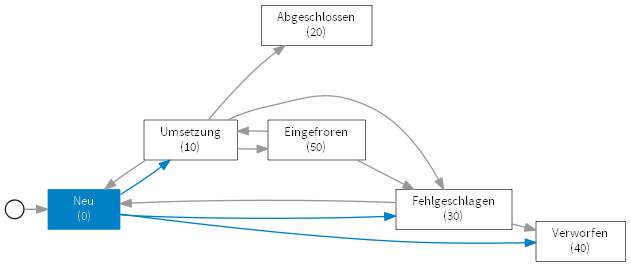 Abgeschlossen
(20)
Umsetzung
(10)
Eingefroren
(50)
Neu
(0)
Fehlgeschlagen
(30)
Verworfen
(40)